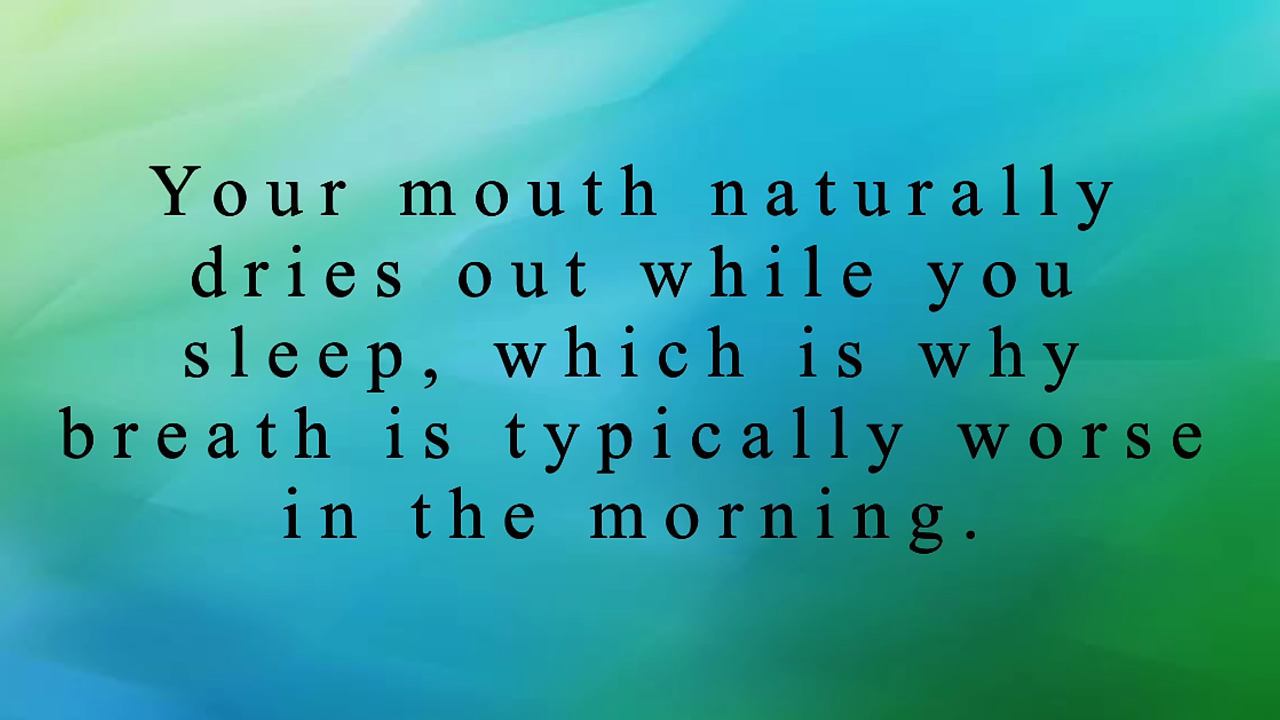 Your mouth naturally
dries out while you
sleep, which is why
breath is typically worse
in the morning.